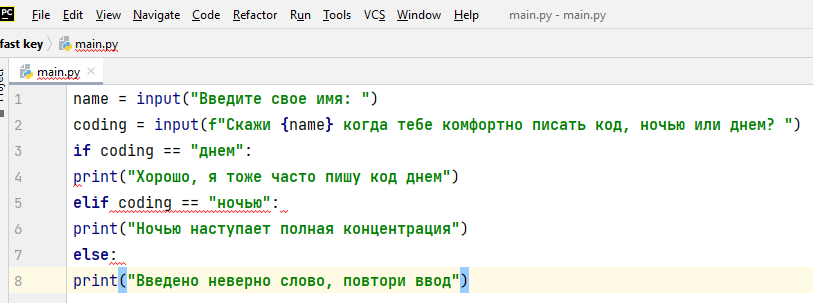 PC File Edit View Navigate Code Refactor Run Tools VCS Window Help main.py - main.py
fast key main.py
Project main.py
1 name = input("Введите свое имя: ")
2 coding = input(f"Скажи {name} когда тебе комфортно писать код, ночью или днем? ")
3 if coding == "днем":
4 print("Хорошо, я тоже часто пишу код днем")
5 elif coding == "ночью":
6 print("Ночью наступает полная концентрация")
7 else:
8 print("Введено неверно слово, повтори ввод")